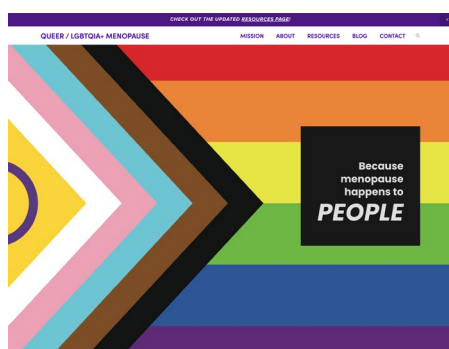 CHECK OUT THE UPDATED RESOURCES PAGE!
QUEER / LGBTQIA+ MENOPAUSE
MISSION ABOUT RESOURCES BLOG CONTACT
Because
menopause
happens to
PEOPLE